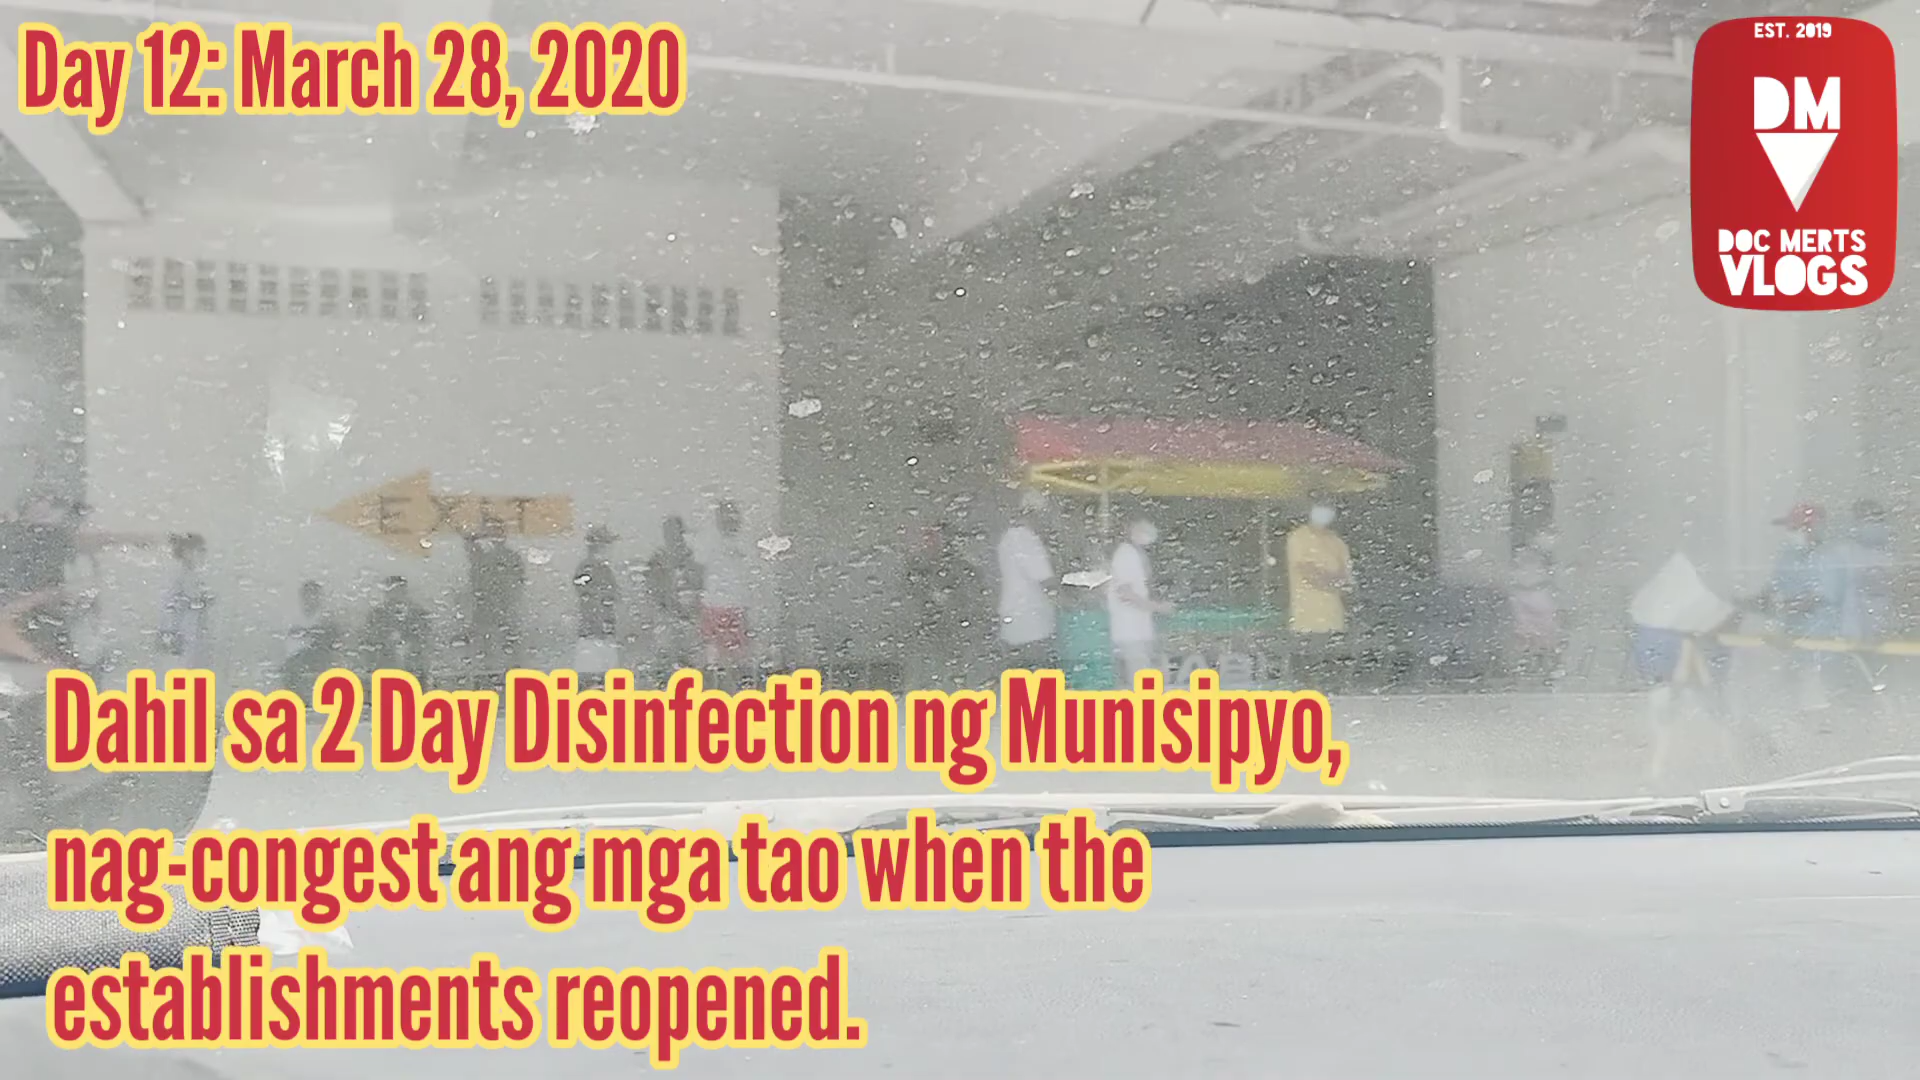 Day 12: March 28, 2020
EST. 2019
DM
DOC MERTS
VLOGS
EXIT
Dahil sa 2 Day Disinfection ng Munisipyo,
nag-congest ang mga tao when the
establishments reopened.